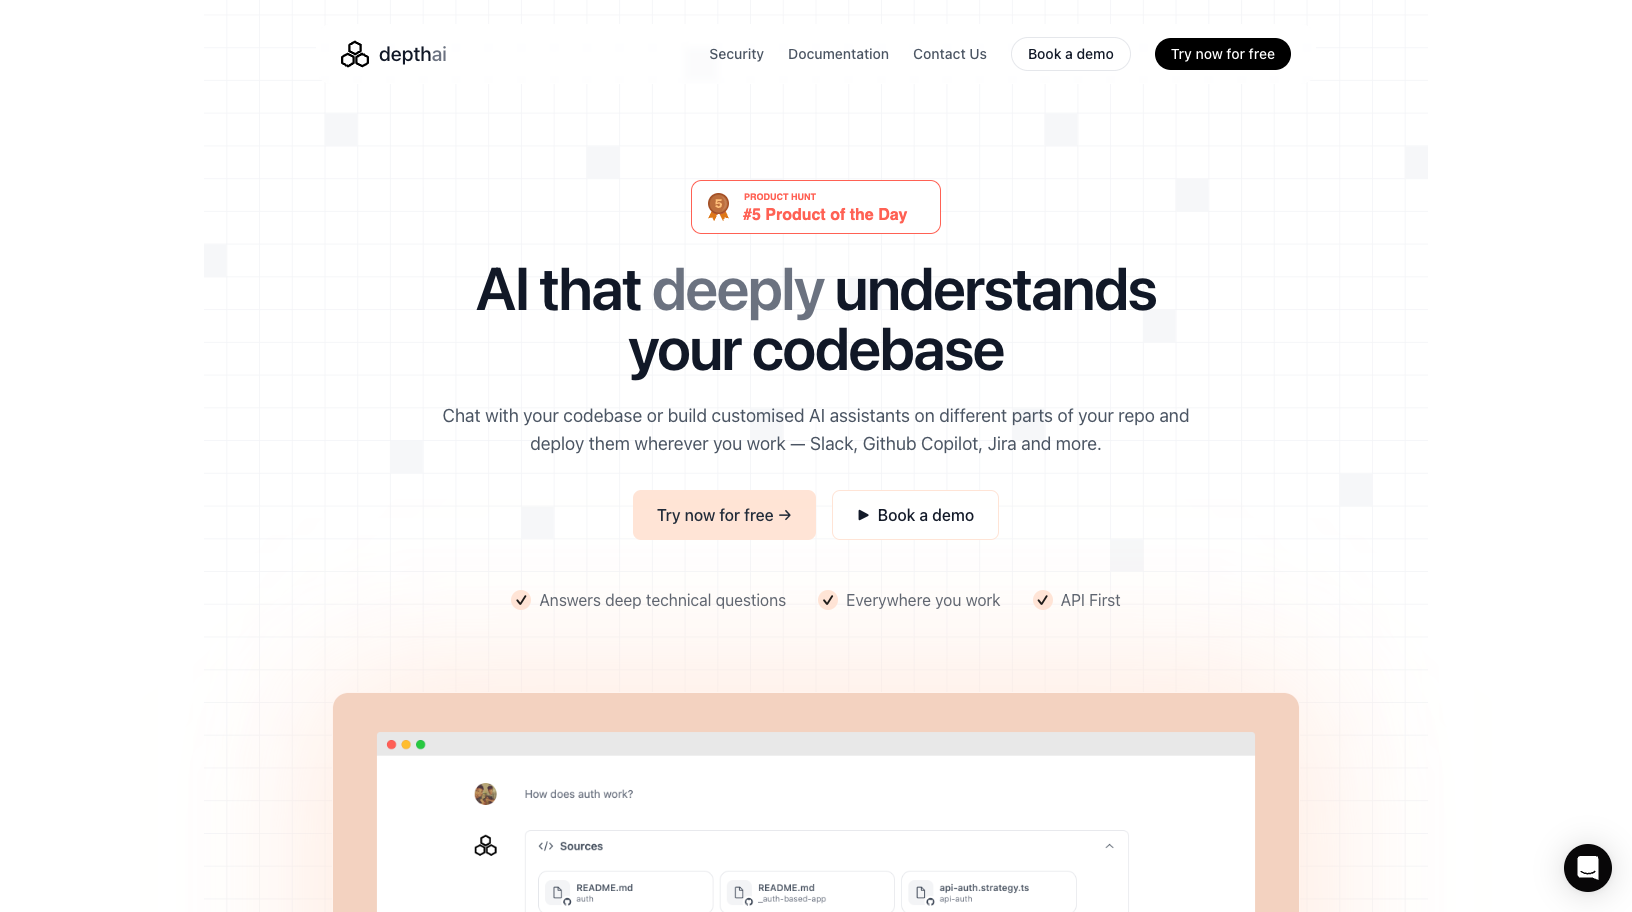 depthai
Security
Documentation
Contact Us
Book a demo
Try now for free
5
PRODUCT HUNT
#5 Product of the Day
AI that deeply understands
your codebase
Chat with your codebase or build customised AI assistants on different parts of your repo and
deploy them wherever you work — Slack, Github Copilot, Jira and more.
Try now for free →
Book a demo
Answers deep technical questions
Everywhere you work
API First
How does auth work?
</> Sources
README.md
auth
README.md
_auth-based-app
api-auth.strategy.ts
api-auth